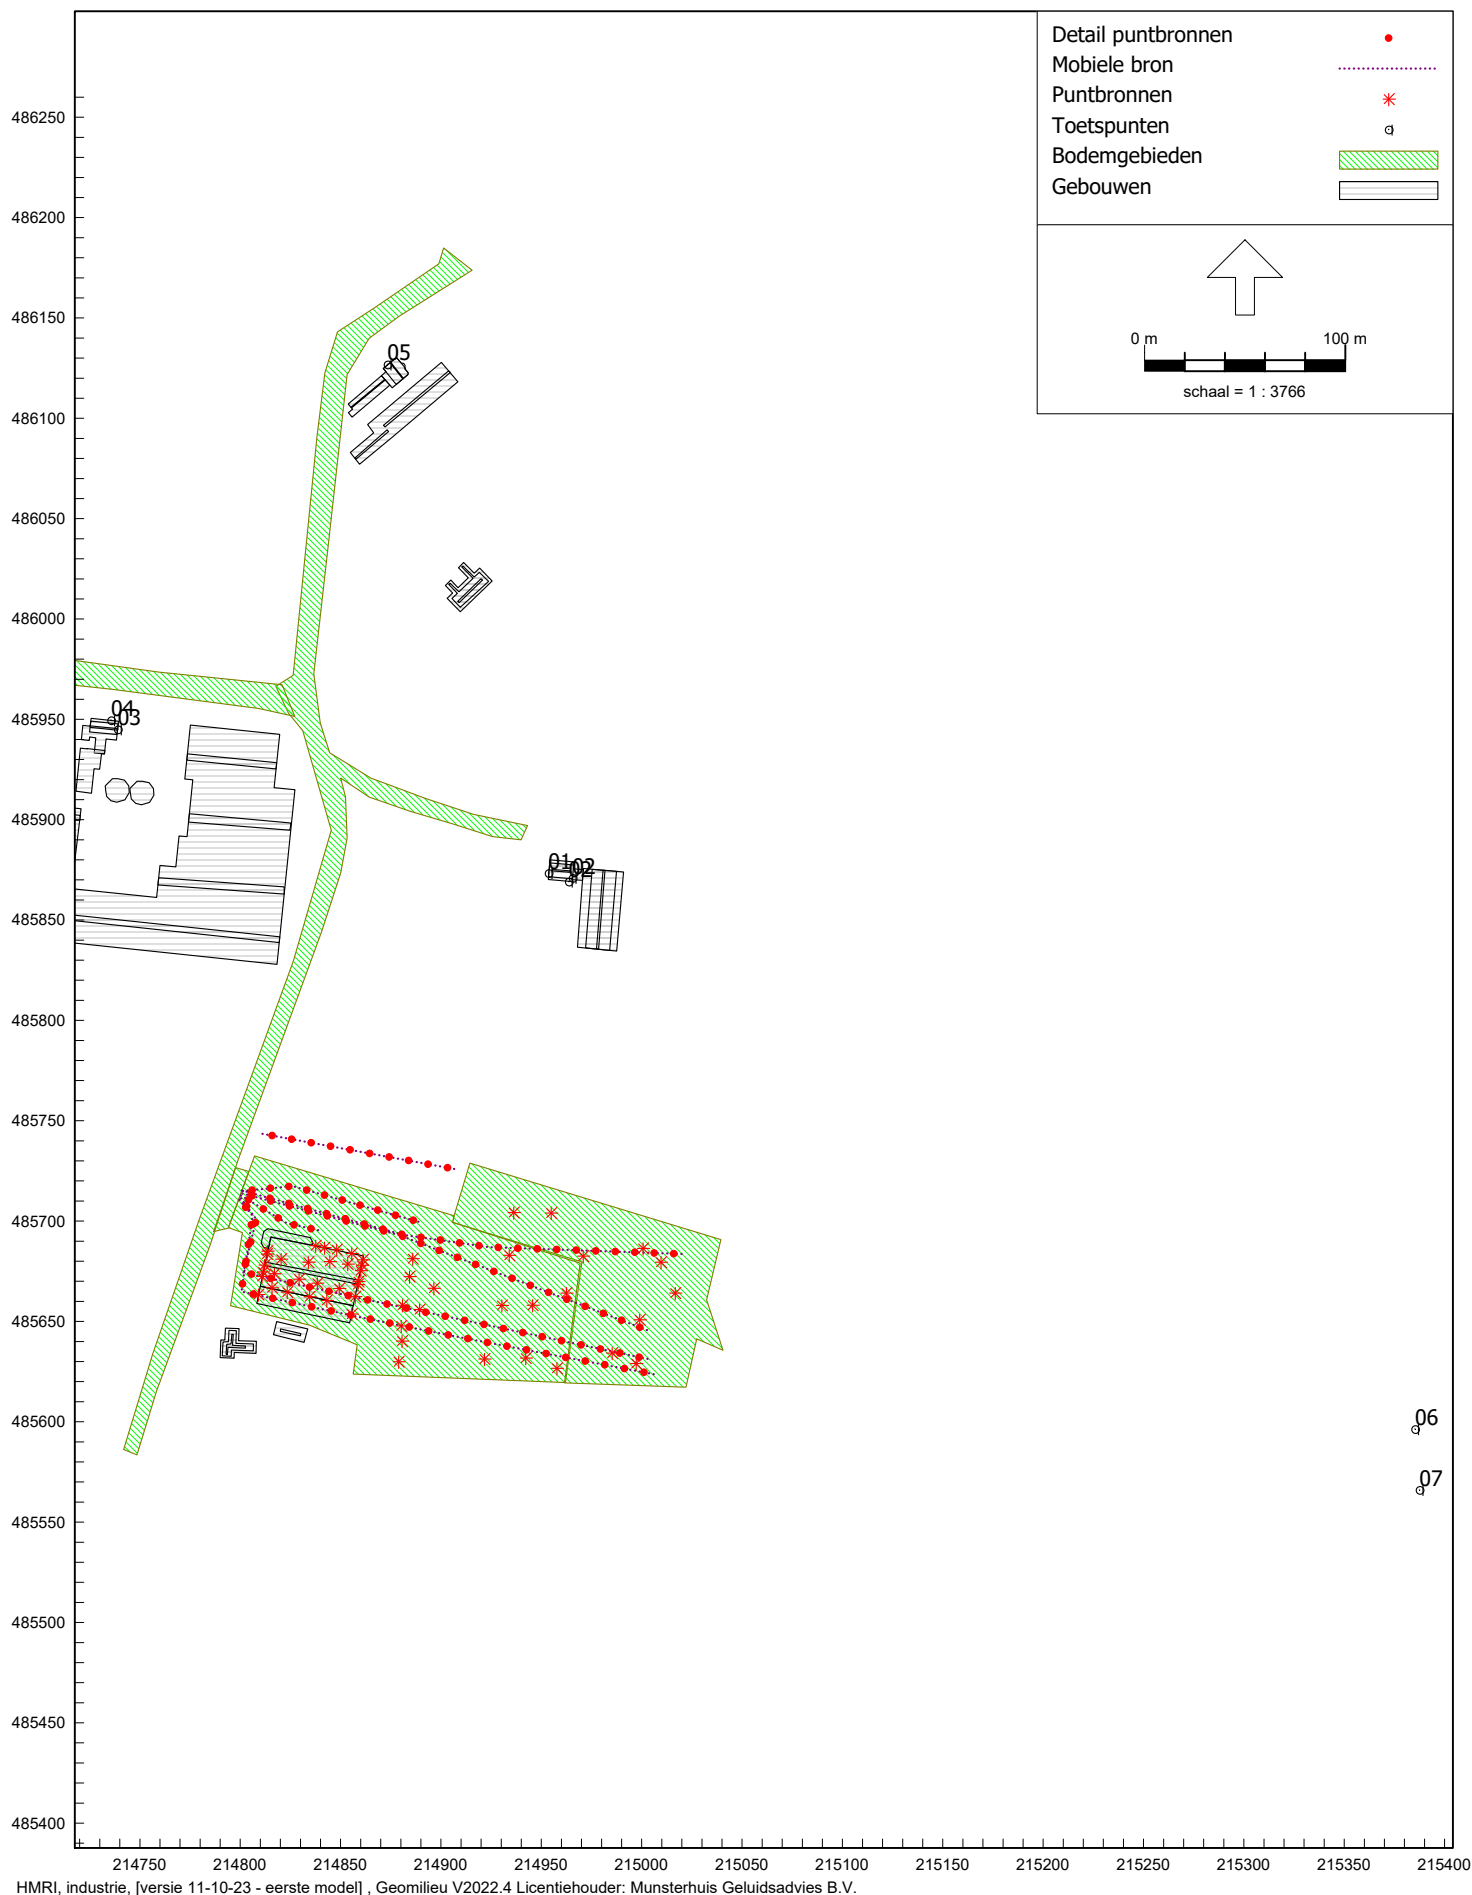 Detail puntbronnen
Mobiele bron
Puntbronnen
Toetspunten
Bodemgebieden
Gebouwen
0 m 100 m
schaal = 1 : 3766
486250
486200
486150
05
486100
486050
486000
485950
04
03
485900
01
02
02
485850
485800
485750
485700
485650
485600
06
07
485550
485500
485450
485400
214750 214800 214850 214900 214950 215000 215050 215100 215150 215200 215250 215300 215350 215400
HMRI, industrie, [versie 11-10-23 - eerste model] , Geomilieu V2022.4 Licentiehouder: Munsterhuis Geluidsadvies B.V.